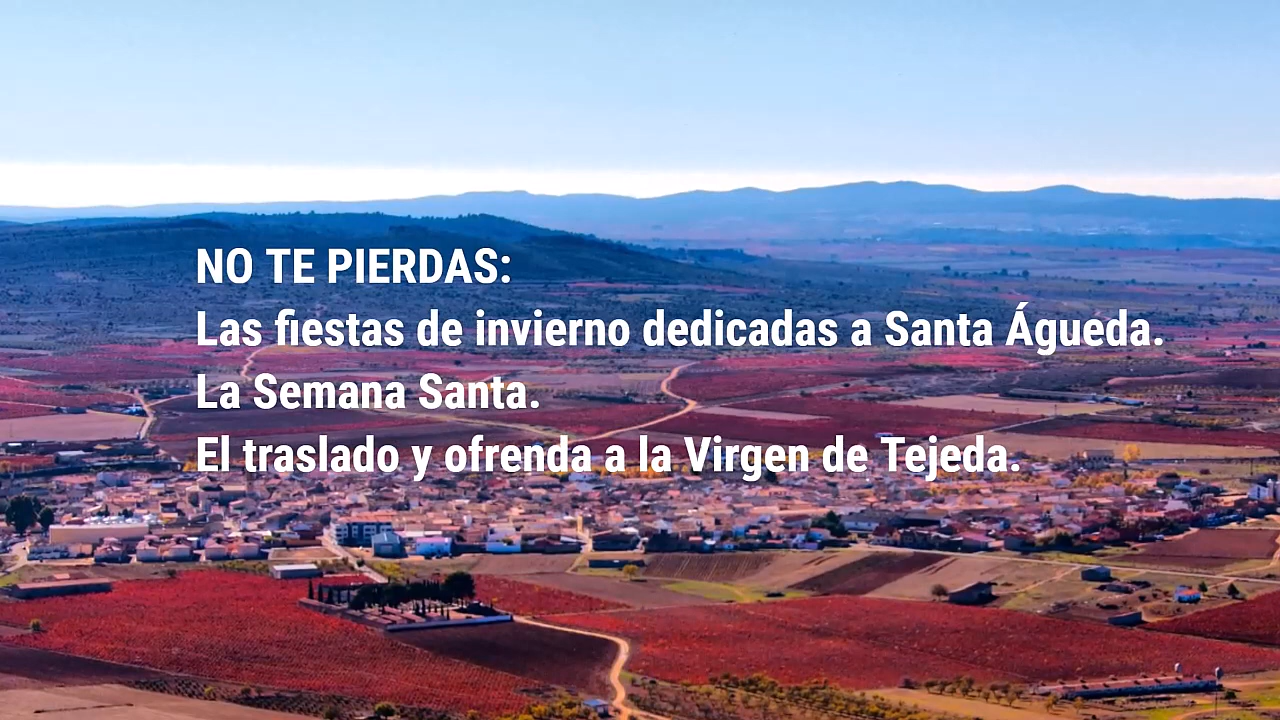 NO TE PIERDAS:
Las fiestas de invierno dedicadas a Santa Águeda.
La Semana Santa.
El traslado y ofrenda a la Virgen de Tejeda.